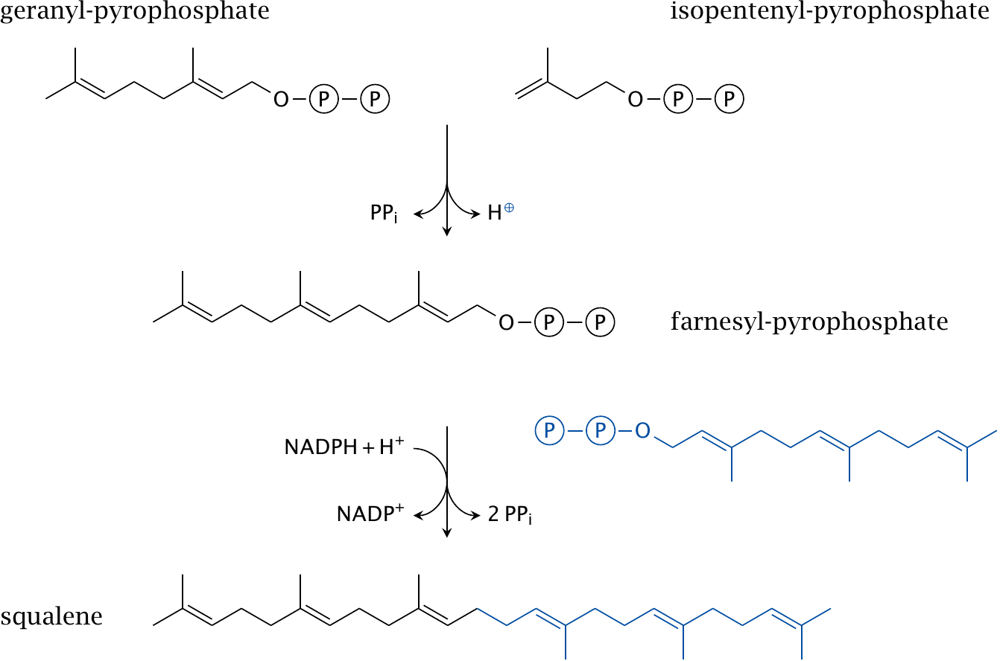 geranyl-pyrophosphate
isopentenyl-pyrophosphate
O P P
O P P
PPi
H⊕
O P P
farnesyl-pyrophosphate
P P O
NADPH + H+
NADP+
2 PPi
squalene